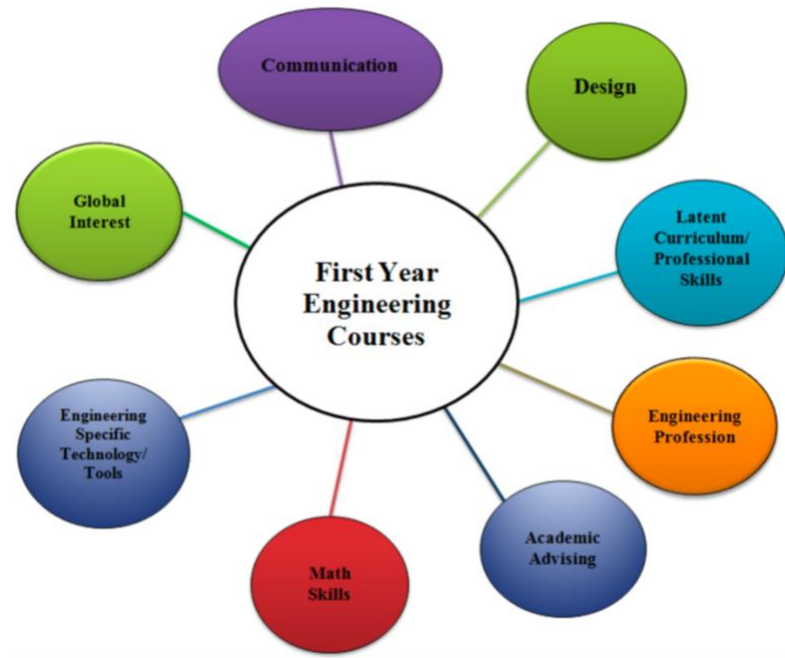 Communication
Design
Global
Interest
Latent
Curriculum/
Professional
Skills
First Year
Engineering
Courses
Engineering
Specific
Technology/
Tools
Engineering
Profession
Academic
Advising
Math
Skills